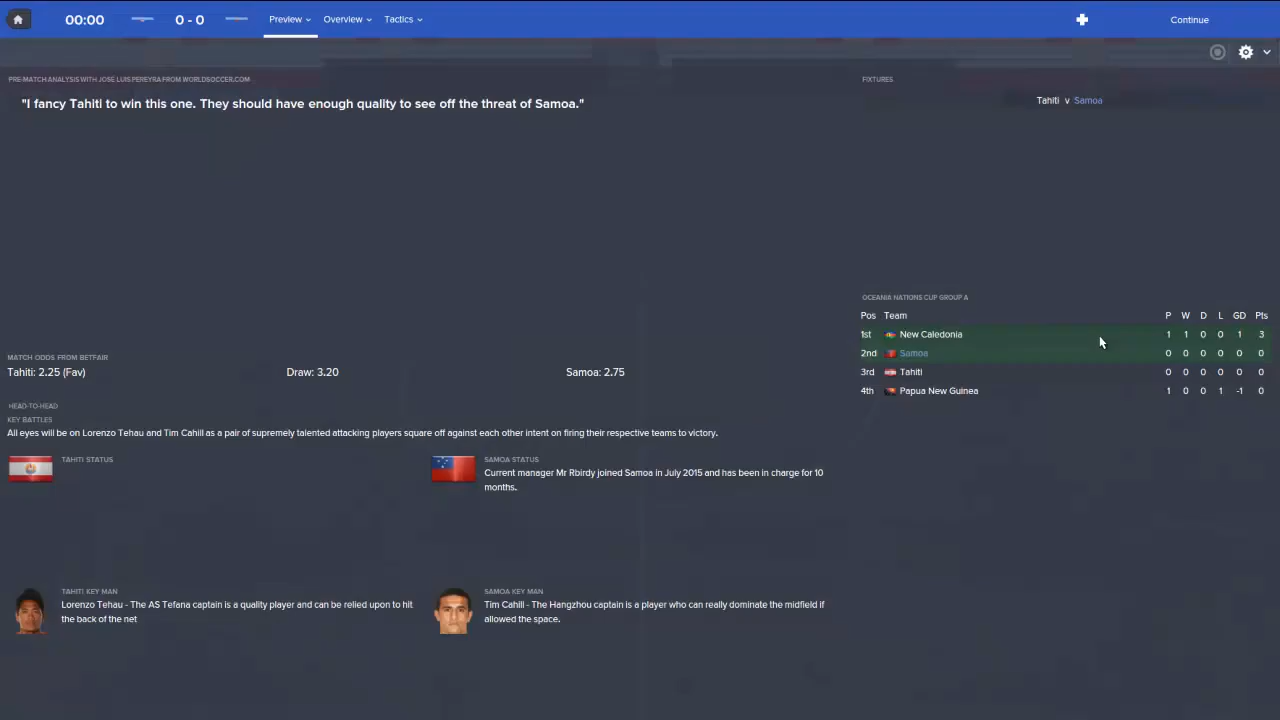 00:00 0 - 0 Preview Overview Tactics Continue
PRE-MATCH ANALYSIS WITH JOSÉ LUIS PEREYRA FROM WORLDSOCCER.COM
"I fancy Tahiti to win this one. They should have enough quality to see off the threat of Samoa."
FIXTURES
Tahiti v Samoa
OCEANIA NATIONS CUP GROUP A
Pos Team P W D L GD Pts
1st New Caledonia 1 1 0 0 1 3
2nd Samoa 0 0 0 0 0 0
3rd Tahiti 0 0 0 0 0 0
4th Papua New Guinea 1 0 0 1 -1 0
MATCH ODDS FROM BETFAIR
Tahiti: 2.25 (Fav) Draw: 3.20 Samoa: 2.75
HEAD-TO-HEAD
KEY BATTLES
All eyes will be on Lorenzo Tehau and Tim Cahill as a pair of supremely talented attacking players square off against each other intent on firing their respective teams to victory.
TAHITI STATUS
SAMOA STATUS
Current manager Mr Rbirdy joined Samoa in July 2015 and has been in charge for 10
months.
TAHITI KEY MAN
Lorenzo Tehau - The AS Tefana captain is a quality player and can be relied upon to hit
the back of the net
SAMOA KEY MAN
Tim Cahill - The Hangzhou captain is a player who can really dominate the midfield if
allowed the space.